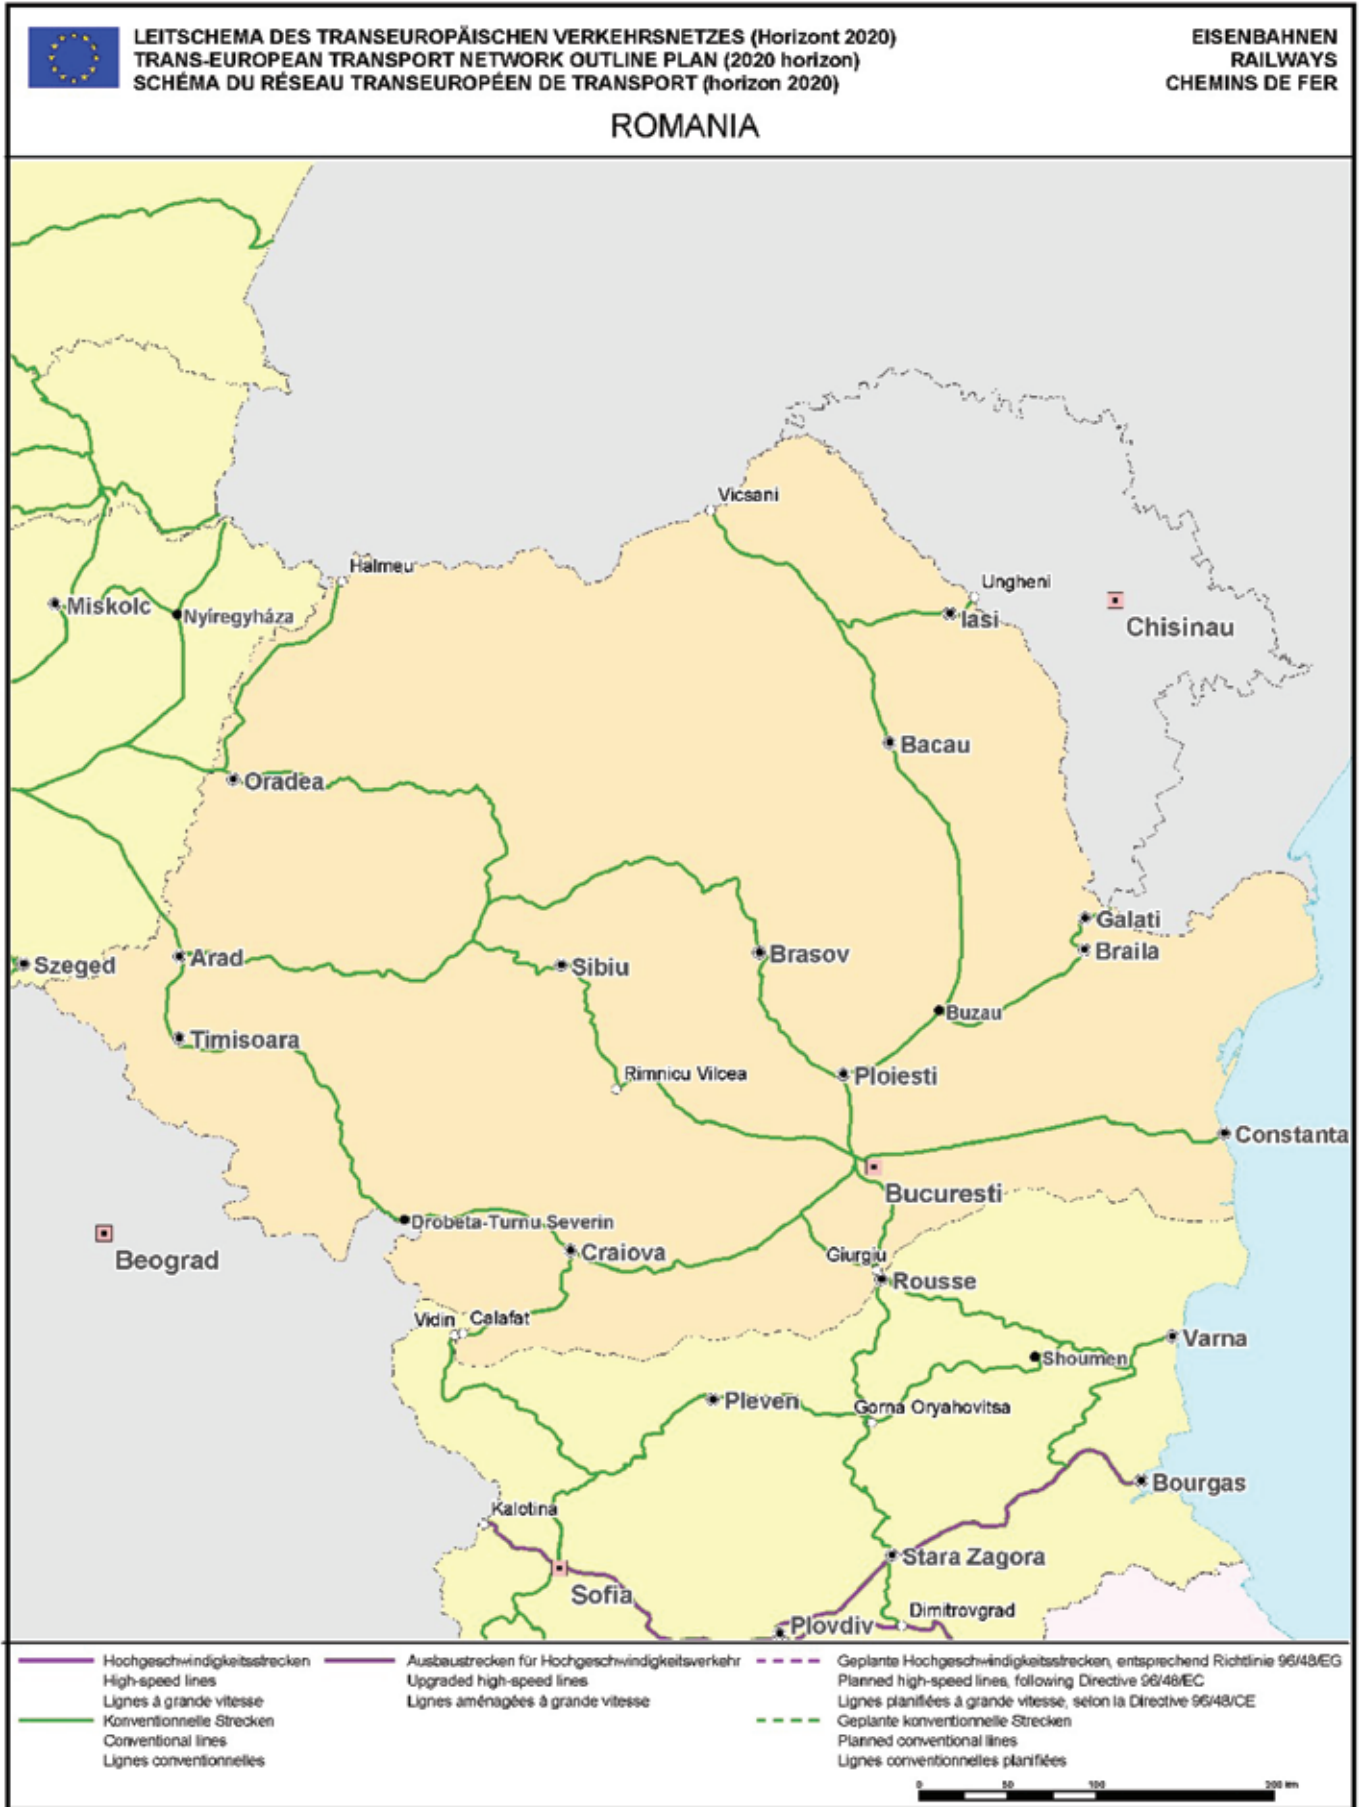 LEITSCHEMA DES TRANSEUROPÄISCHEN VERKEHRSNETZES (Horizont 2020)
TRANS-EUROPEAN TRANSPORT NETWORK OUTLINE PLAN (2020 horizon)
SCHÉMA DU RÉSEAU TRANSEUROPÉEN DE TRANSPORT (horizon 2020)
EISENBAHNEN
RAILWAYS
CHEMINS DE FER
ROMANIA
Vicsani
Halmeu
Ungheni
Miskolc
Nyíregyháza
Iasi
Chisinau
Bacau
Oradea
Galati
Braila
Szeged
Arad
Sibiu
Brasov
Buzau
Timisoara
Rimnicu Vilcea
Ploiesti
Constanta
Bucuresti
Drobeta-Turnu Severin
Beograd
Craiova
Giurgiu
Rousse
Vidin
Calafat
Varna
Shoumen
Pleven
Gorna Oryahovitsa
Bourgas
Kalotina
Stara Zagora
Sofia
Dimitrovgrad
Plovdiv
Hochgeschwindigkeitsstrecken
High-speed lines
Lignes à grande vitesse
Konventionnelle Strecken
Conventional lines
Lignes conventionnelles
Ausbaustrecken für Hochgeschwindigkeitsverkehr
Upgraded high-speed lines
Lignes aménagées à grande vitesse
Geplante Hochgeschwindigkeitsstrecken, entsprechend Richtlinie 96/48/EG
Planned high-speed lines, following Directive 96/48/EC
Lignes planifiées à grande vitesse, selon la Directive 96/48/CE
Geplante konventionelle Strecken
Planned conventional lines
Lignes conventionnelles planifiées
0 50 100 200 km